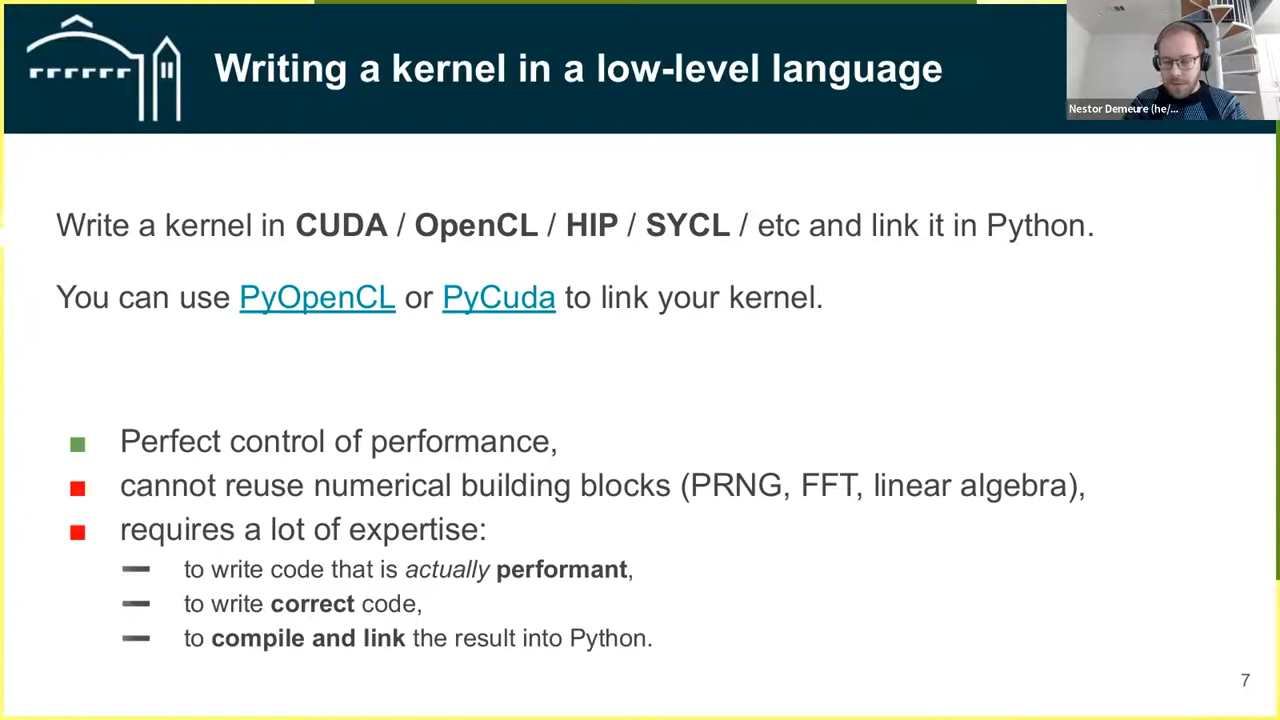 Writing a kernel in a low-level language
Nestor Demeure (he/...
Write a kernel in CUDA / OpenCL / HIP / SYCL / etc and link it in Python.
You can use PyOpenCL or PyCuda to link your kernel.
Perfect control of performance,
cannot reuse numerical building blocks (PRNG, FFT, linear algebra),
requires a lot of expertise:
to write code that is actually performant,
to write correct code,
to compile and link the result into Python.
7